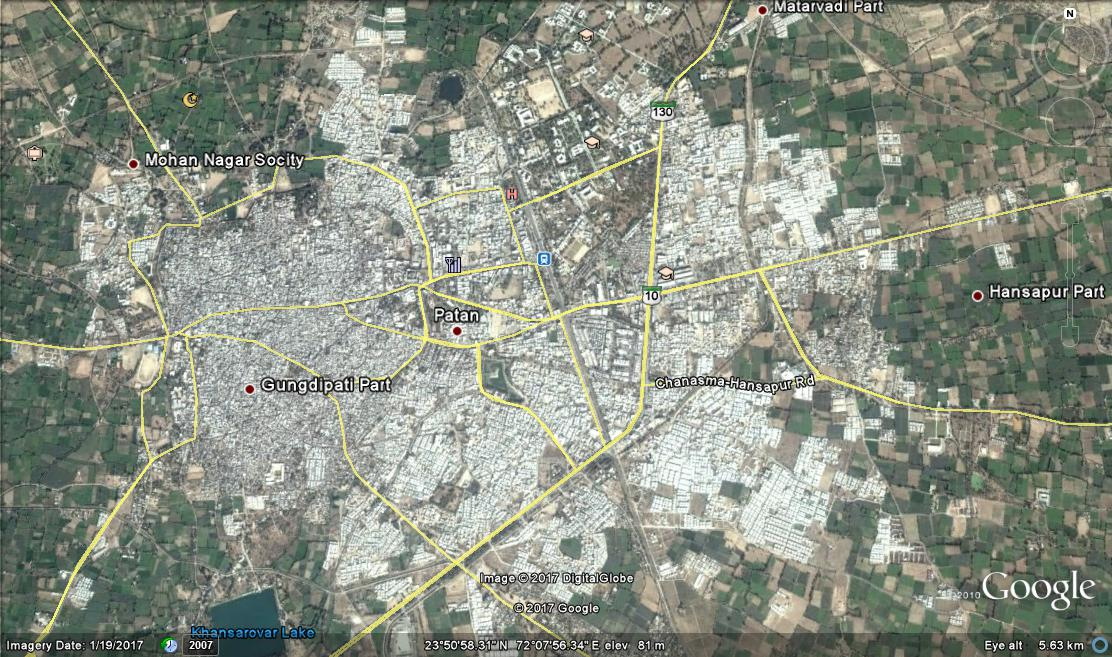 Matarvadi Part
N
130
Mohan Nagar Socity
H
10
Hansapur Part
Patan
Gungdipati Part
Chanasma-Hansapur Rd
Image © 2017 DigitalGlobe
© 2017 Google
2010
Google
Khansarovar Lake
Imagery Date: 1/19/2017
2007
23°50'58.31"N 72°07'56.34"E elev 81 m
Eye alt 5.63 km